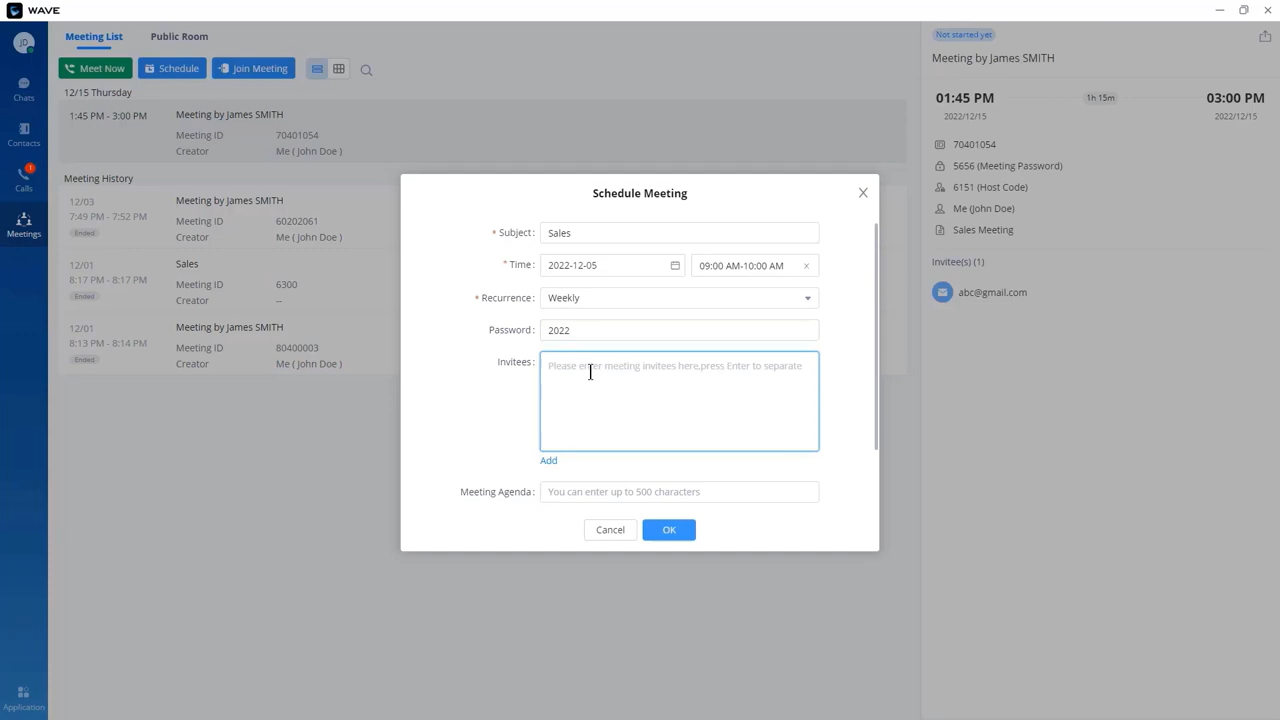 WAVE
JD
Chats
Contacts
1
Calls
Meetings
Application
Meeting List
Public Room
Meet Now
Schedule
Join Meeting
12/15 Thursday
1:45 PM - 3:00 PM
Meeting by James SMITH
Meeting ID 70401054
Creator Me ( John Doe )
Meeting History
12/03
7:49 PM - 7:52 PM
Ended
Meeting by James SMITH
Meeting ID 60202061
Creator Me ( John Doe )
12/01
8:17 PM - 8:17 PM
Ended
Sales
Meeting ID 6300
Creator --
12/01
8:13 PM - 8:14 PM
Ended
Meeting by James SMITH
Meeting ID 80400003
Creator Me ( John Doe )
Schedule Meeting
* Subject: Sales
* Time: 2022-12-05 09:00 AM-10:00 AM
* Recurrence: Weekly
Password: 2022
Invitees: Please enter meeting invitees here,press Enter to separate
Add
Meeting Agenda: You can enter up to 500 characters
Cancel
OK
Not started yet
Meeting by James SMITH
01:45 PM 1h 15m 03:00 PM
2022/12/15 2022/12/15
70401054
5656 (Meeting Password)
6151 (Host Code)
Me (John Doe)
Sales Meeting
Invitee(s) (1)
abc@gmail.com